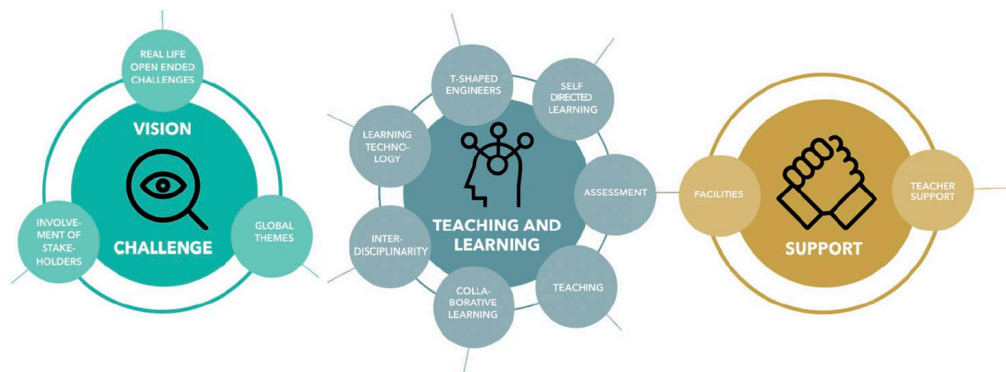 REAL LIFE
OPEN ENDED
CHALLENGES
VISION
CHALLENGE
INVOLVE-
MENT OF
STAKE-
HOLDERS
GLOBAL
THEMES
T-SHAPED
ENGINEERS
SELF
DIRECTED
LEARNING
LEARNING
TECHNO-
LOGY
ASSESSMENT
TEACHING AND
LEARNING
INTER-
DISCIPLINARITY
TEACHING
COLLA-
BORATIVE
LEARNING
FACILITIES
TEACHER
SUPPORT
SUPPORT